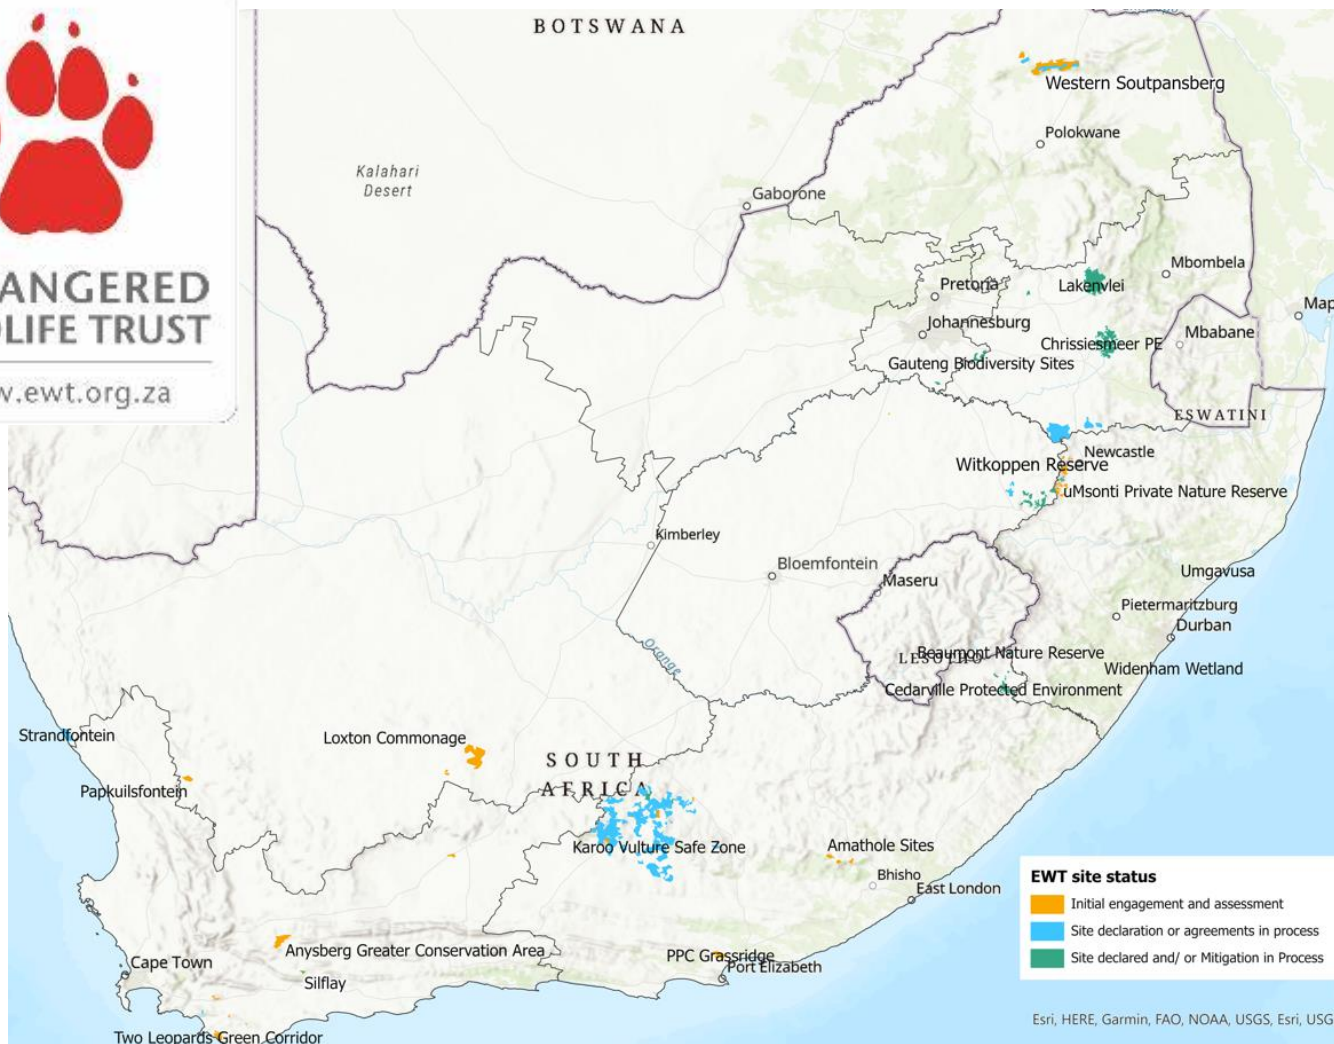 ANGERED
LIFE TRUST
w.ewt.org.za
BOTSWANA
Western Soutpansberg
Polokwane
Kalahari
Desert
Gaborone
Mbombela
Pretoria
Lakenvlei
Map
Johannesburg
Mbabane
Chrissiesmeer PE
Gauteng Biodiversity Sites
ESWATINI
Newcastle
Witkoppen Reserve
uMsonti Private Nature Reserve
Kimberley
Bloemfontein
Maseru
Umgavusa
Pietermaritzburg
Durban
Orange
Beaumont Nature Reserve
LESOTHO
Widenham Wetland
Cedarville Protected Environment
Strandfontein
Loxton Commonage
SOUTH
AFRICA
Papkuilsfontein
Karoo Vulture Safe Zone
Amathole Sites
Bhisho
East London
EWT site status
Initial engagement and assessment
Site declaration or agreements in process
Site declared and/ or Mitigation in Process
Anysberg Greater Conservation Area
PPC Grassridge
Port Elizabeth
Cape Town
Silflay
Two Leopards Green Corridor
Esri, HERE, Garmin, FAO, NOAA, USGS, Esri, USG